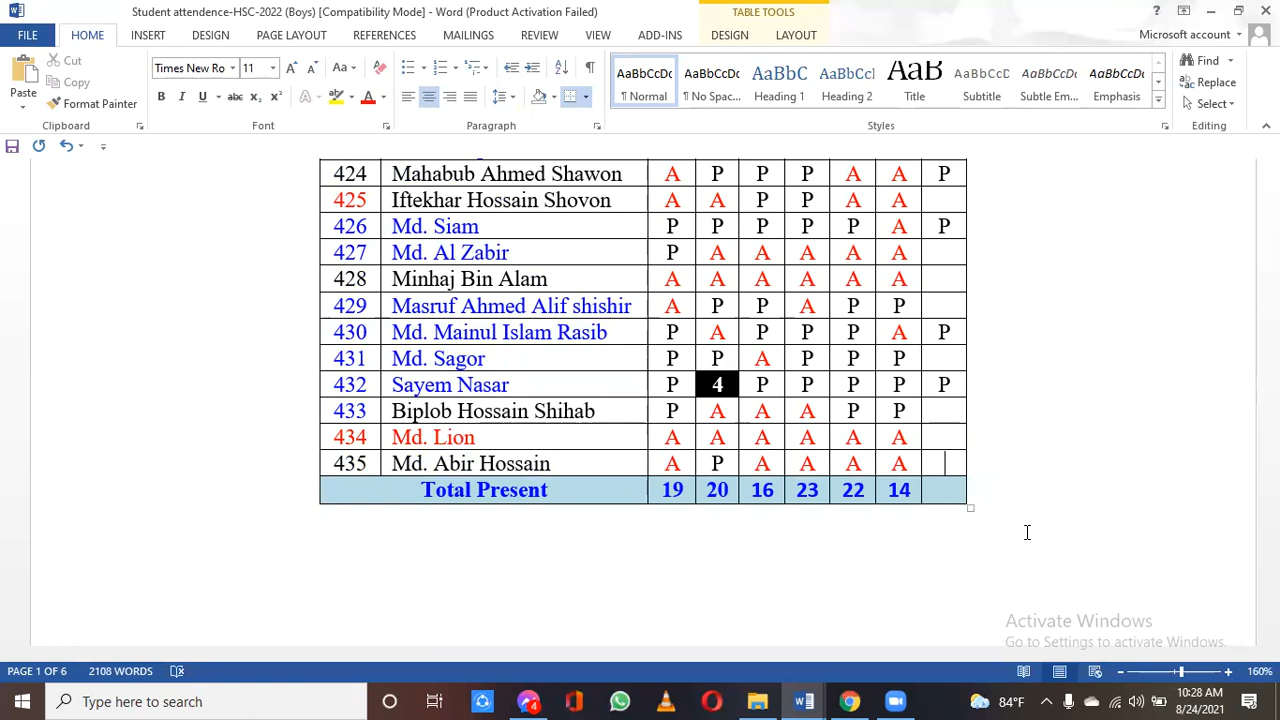 Student attendence-HSC-2022 (Boys) [Compatibility Mode] - Word (Product Activation Failed)
TABLE TOOLS
FILE HOME INSERT DESIGN PAGE LAYOUT REFERENCES MAILINGS REVIEW VIEW ADD-INS DESIGN LAYOUT Microsoft account
Cut
Copy
Paste
Format Painter
Times New Ro 11
AaBbCcDc AaBbCcDc AaBbC AaBbCcC AaB AaBbCcD AaBbCcDc AaBbCcDc
¶ Normal ¶ No Spac... Heading 1 Heading 2 Title Subtitle Subtle Em... Emphasis
Find
Replace
Select
Clipboard Font Paragraph Styles Editing
424 Mahabub Ahmed Shawon A P P P A A P
425 Iftekhar Hossain Shovon A A P P A A
426 Md. Siam P P P P P A P
427 Md. Al Zabir P A A A A A
428 Minhaj Bin Alam A A A A A A
429 Masruf Ahmed Alif shishir A P P A P P
430 Md. Mainul Islam Rasib P A P P P A P
431 Md. Sagor P P A P P P
432 Sayem Nasar P 4 P P P P P
433 Biplob Hossain Shihab P A A A P P
434 Md. Lion A A A A A A
435 Md. Abir Hossain A P A A A A
Total Present 19 20 16 23 22 14
Activate Windows
Go to Settings to activate Windows.
PAGE 1 OF 6 2108 WORDS 160%
Type here to search 4 84°F 10:28 AM
8/24/2021